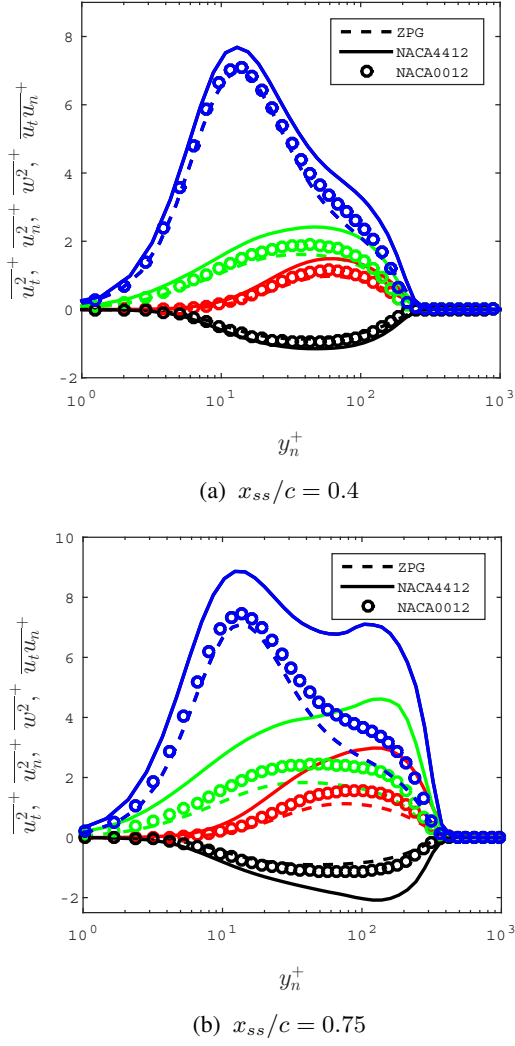 8
6
4
2
0
-2
ZPG
NACA4412
NACA0012
$\overline{u_t^2}^+$, $\overline{u_n^2}^+$, $\overline{w^2}^+$, $\overline{u_t u_n}^+$
10^0 10^1 10^2 10^3
$y_n^+$
(a) $x_{ss}/c = 0.4$
10
8
6
4
2
0
-2
ZPG
NACA4412
NACA0012
$\overline{u_t^2}^+$, $\overline{u_n^2}^+$, $\overline{w^2}^+$, $\overline{u_t u_n}^+$
10^0 10^1 10^2 10^3
$y_n^+$
(b) $x_{ss}/c = 0.75$